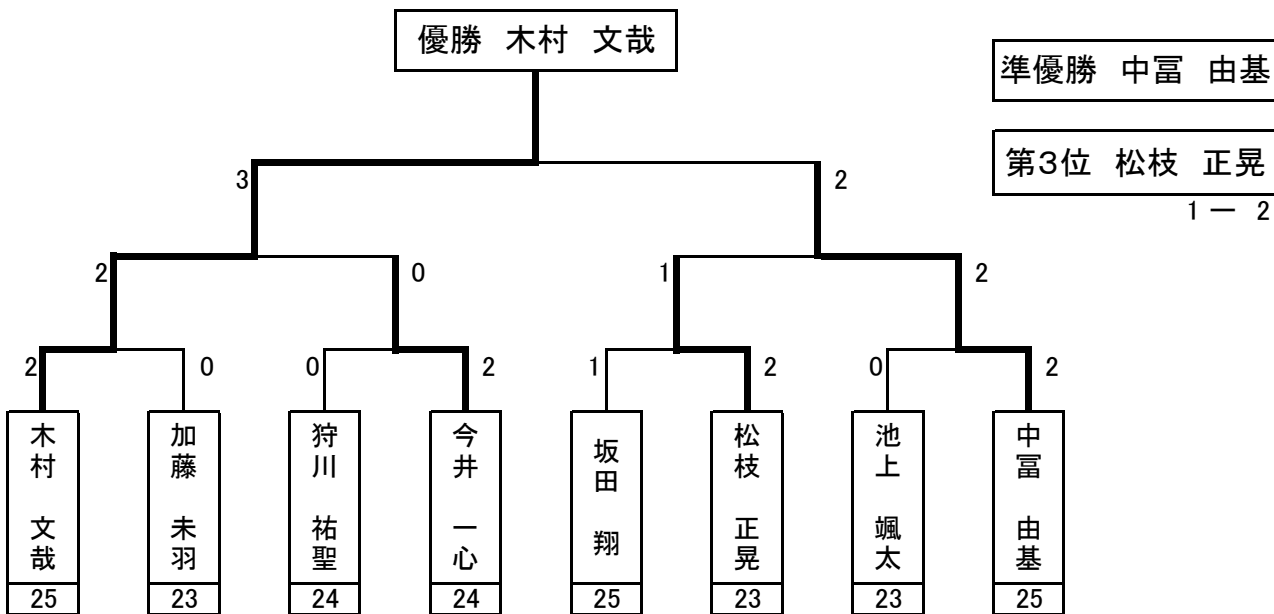 優勝 木村 文哉
準優勝 中冨 由基
第3位 松枝 正晃
1 ー 2
3
2
2
0
1
2
2
0
0
2
1
2
0
2
木村 文哉
加藤 未羽
狩川 祐聖
今井 一心
坂田 翔
松枝 正晃
池上 颯太
中冨 由基
25
23
24
24
25
23
23
25